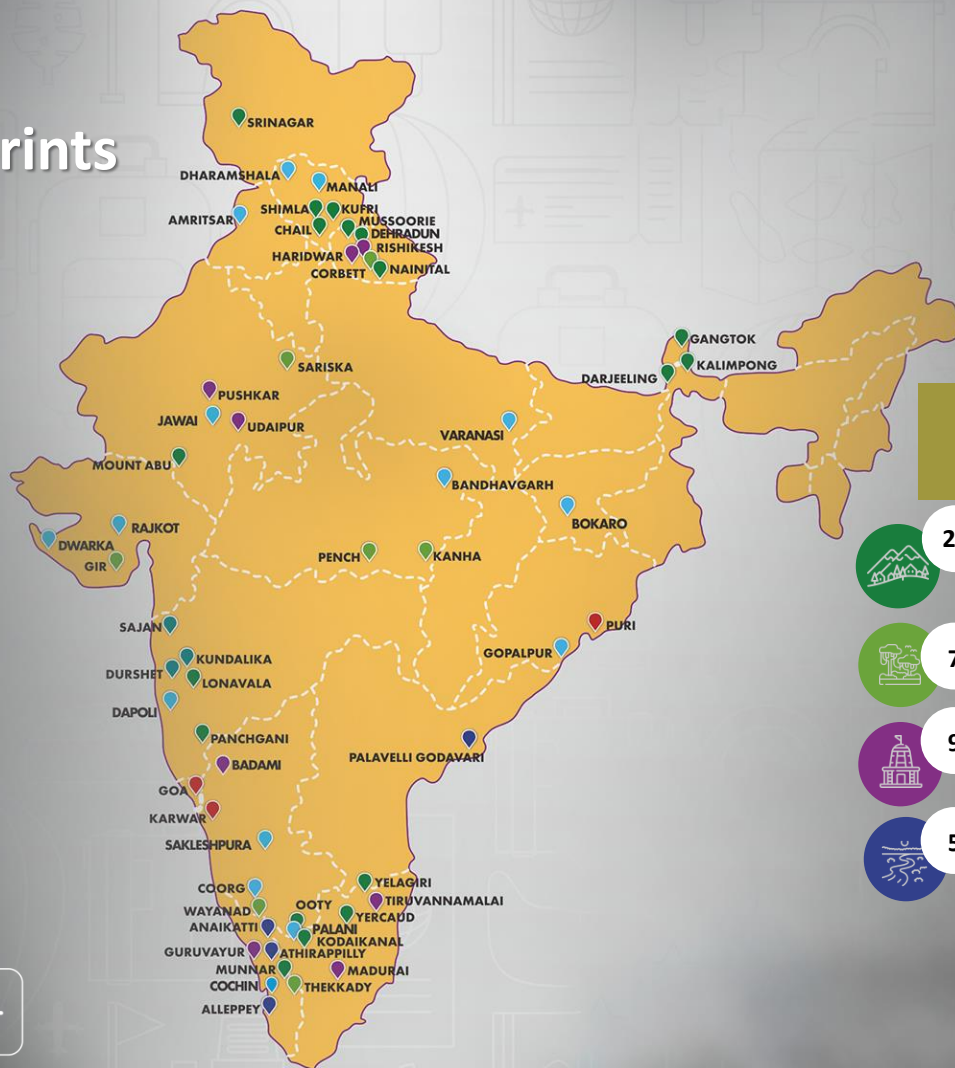 rints
SRINAGAR
DHARAMSHALA
MANALI
AMRITSAR
SHIMLA
KUFRI
CHAIL
MUSSOORIE
DEHRADUN
RISHIKESH
HARIDWAR
CORBETT
NAINITAL
SARISKA
GANGTOK
KALIMPONG
DARJEELING
PUSHKAR
JAWAI
UDAIPUR
VARANASI
MOUNT ABU
BANDHAVGARH
BOKARO
RAJKOT
DWARKA
GIR
PENCH
KANHA
2
7
9
5
SAJAN
PURI
GOPALPUR
KUNDALIKA
DURSHET
LONAVALA
DAPOLI
PANCHGANI
PALAVELLI GODAVARI
BADAMI
GOA
KARWAR
SAKLESHPURA
COORG
YELAGIRI
TIRUVANNAMALAI
WAYANAD
OOTY
YERCAUD
ANAIKATTI
PALANI
KODAIKANAL
GURUVAYUR
ATHIRAPPILLY
MUNNAR
MADURAI
COCHIN
THEKKADY
ALLEPPEY